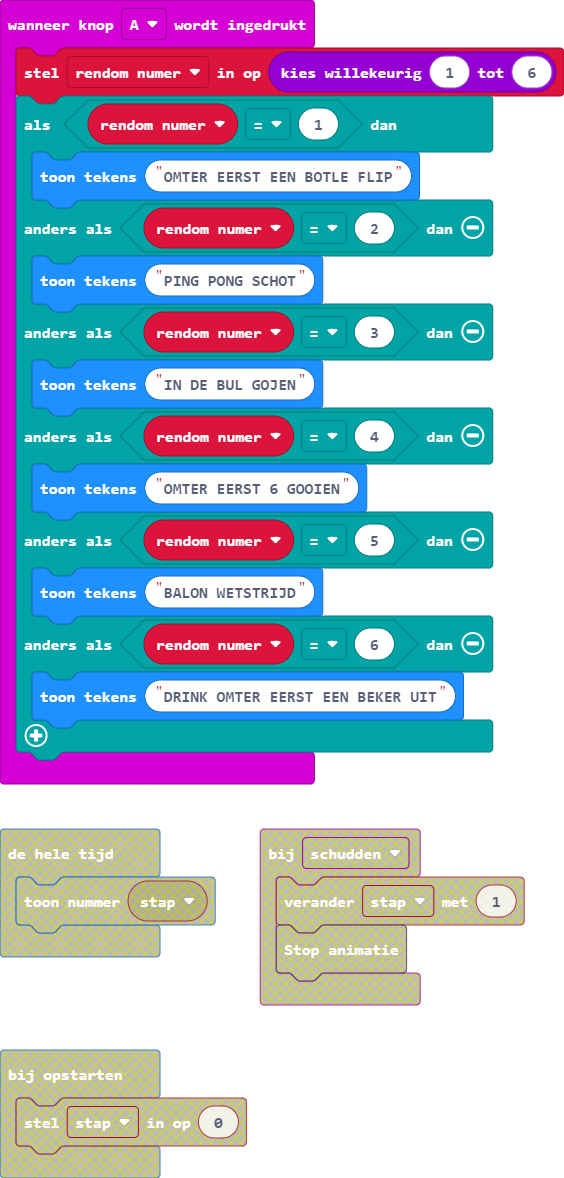 wanneer knop A wordt ingedrukt
stel rendom numer in op kies willekeurig 1 tot 6
als rendom numer = 1 dan
toon tekens "OMTER EERST EEN BOTLE FLIP"
anders als rendom numer = 2 dan
toon tekens "PING PONG SCHOT"
anders als rendom numer = 3 dan
toon tekens "IN DE BUL GOJEN"
anders als rendom numer = 4 dan
toon tekens "OMTER EERST 6 GOOIEN"
anders als rendom numer = 5 dan
toon tekens "BALON WETSTRIJD"
anders als rendom numer = 6 dan
toon tekens "DRINK OMTER EERST EEN BEKER UIT"
de hele tijd
toon nummer stap
bij schudden
verander stap met 1
Stop animatie
bij opstarten
stel stap in op 0